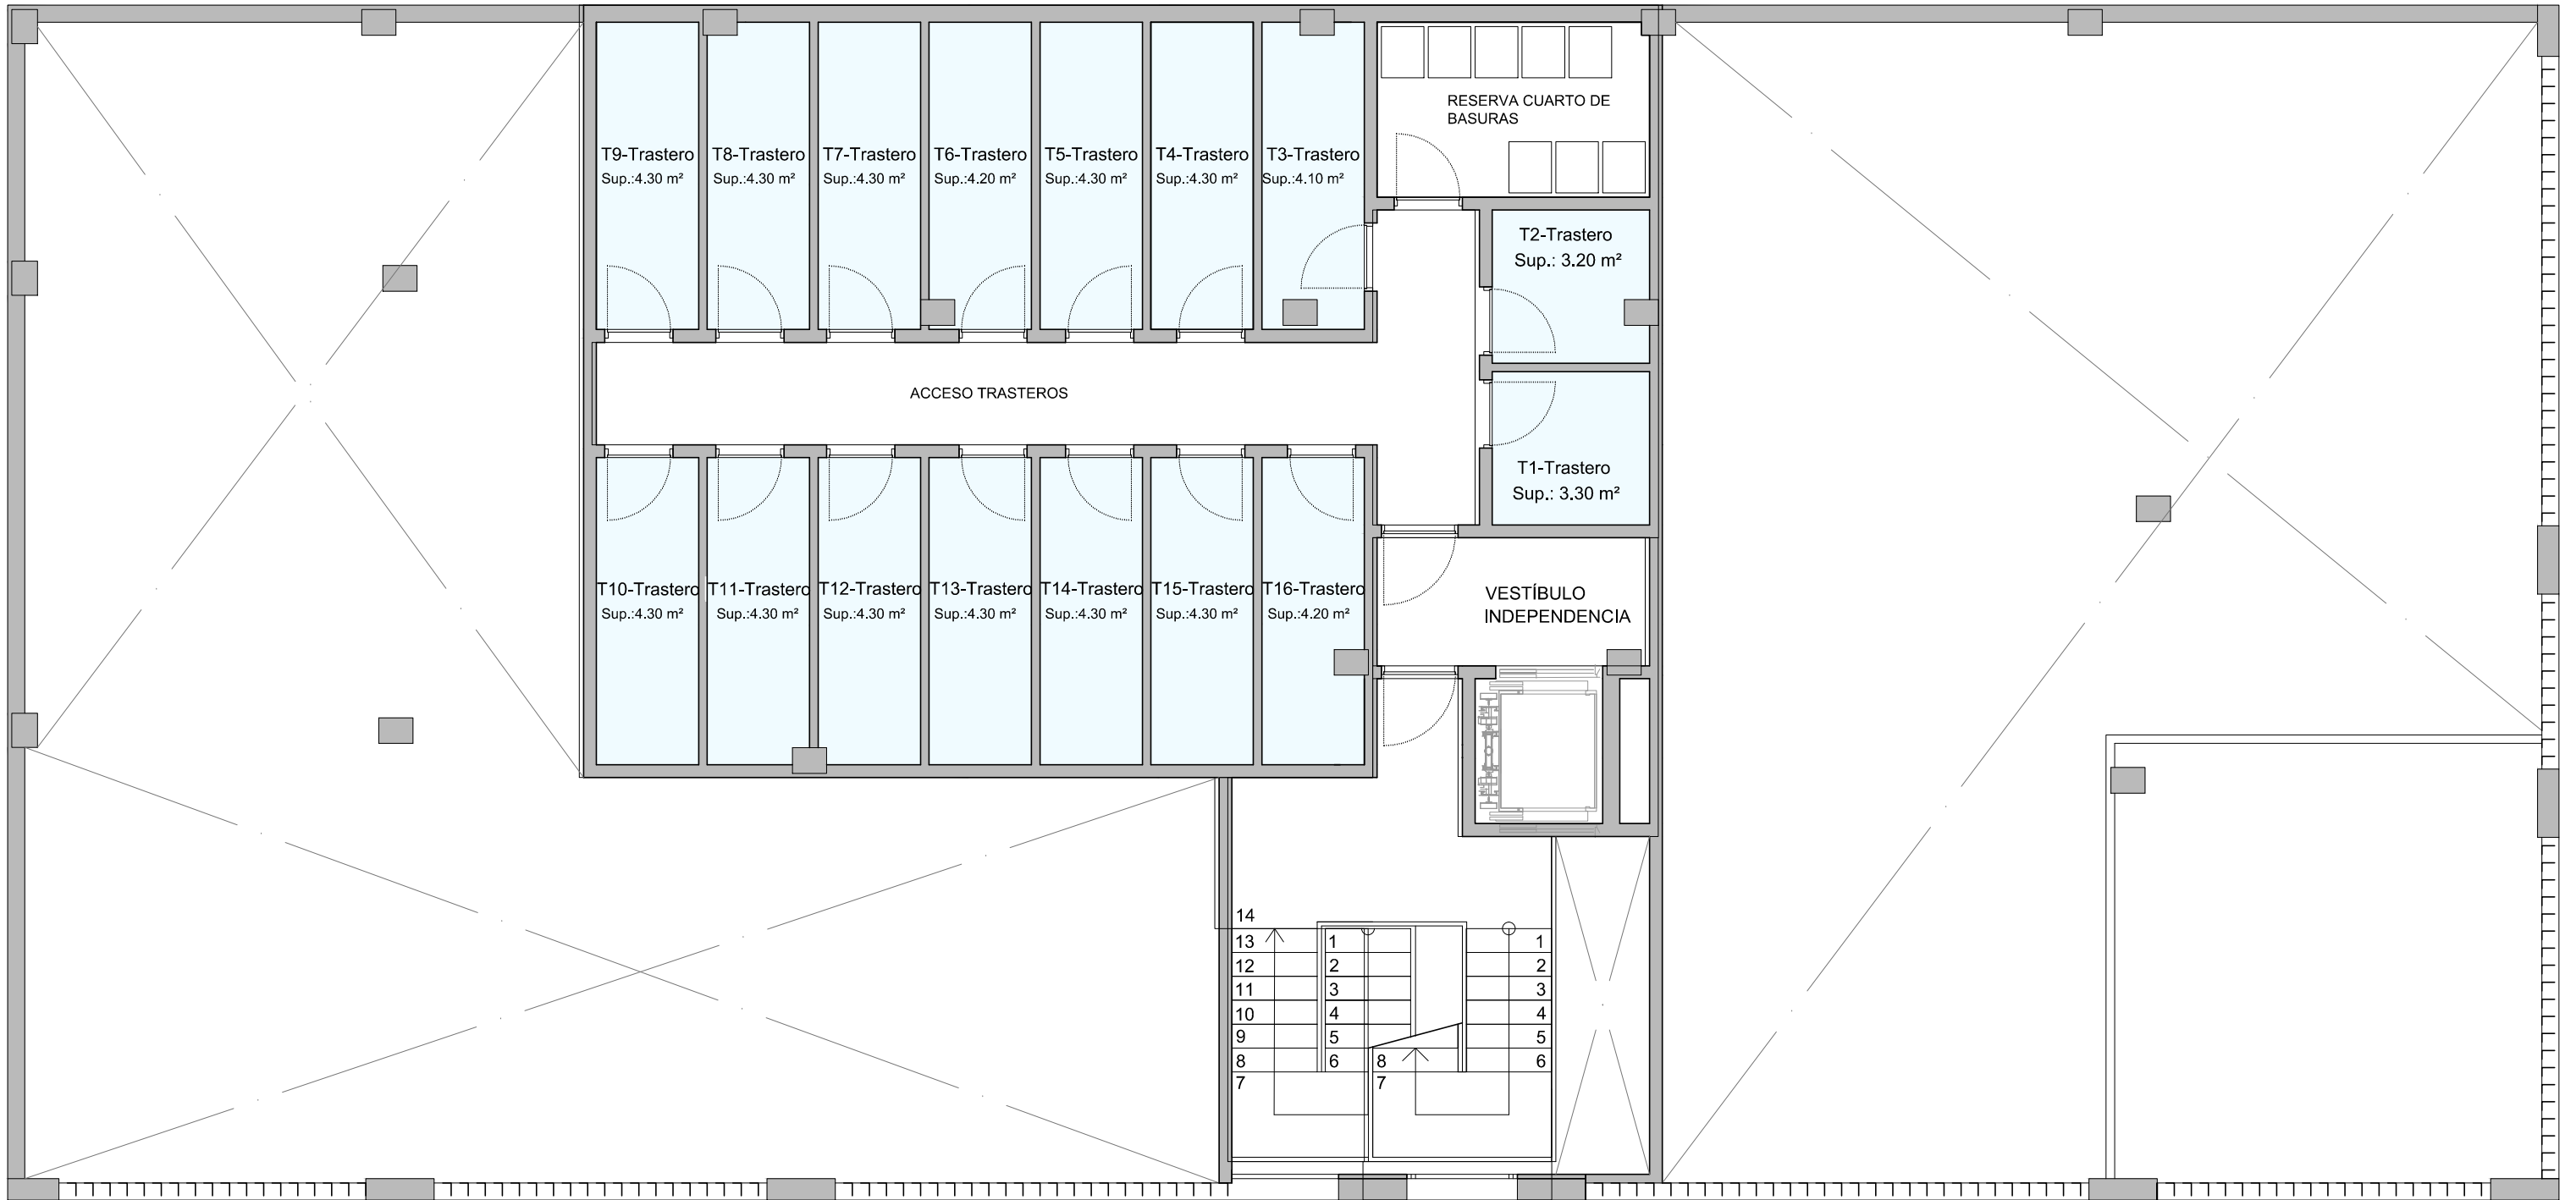 RESERVA CUARTO DE
BASURAS
T9-Trastero
Sup.:4.30 m²
T8-Trastero
Sup.:4.30 m²
T7-Trastero
Sup.:4.30 m²
T6-Trastero
Sup.:4.20 m²
T5-Trastero
Sup.:4.30 m²
T4-Trastero
Sup.:4.30 m²
T3-Trastero
Sup.:4.10 m²
T2-Trastero
Sup.: 3.20 m²
ACCESO TRASTEROS
T1-Trastero
Sup.: 3.30 m²
T10-Trastero
Sup.:4.30 m²
T11-Trastero
Sup.:4.30 m²
T12-Trastero
Sup.:4.30 m²
T13-Trastero
Sup.:4.30 m²
T14-Trastero
Sup.:4.30 m²
T15-Trastero
Sup.:4.30 m²
T16-Trastero
Sup.:4.20 m²
VESTÍBULO
INDEPENDENCIA
14
13 1 1
12 2 2
11 3 3
10 4 4
9 5 5
8 6 8 6
7 7